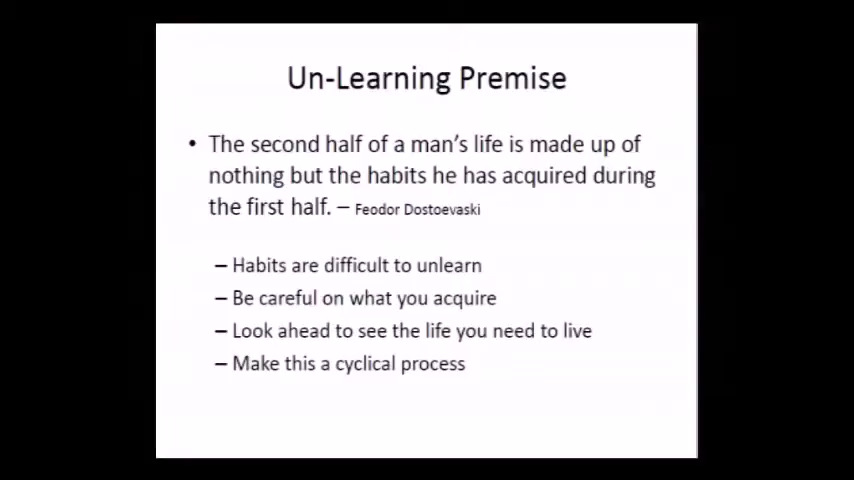 Un-Learning Premise
• The second half of a man's life is made up of
nothing but the habits he has acquired during
the first half. – Feodor Dostoevaski
– Habits are difficult to unlearn
– Be careful on what you acquire
– Look ahead to see the life you need to live
– Make this a cyclical process